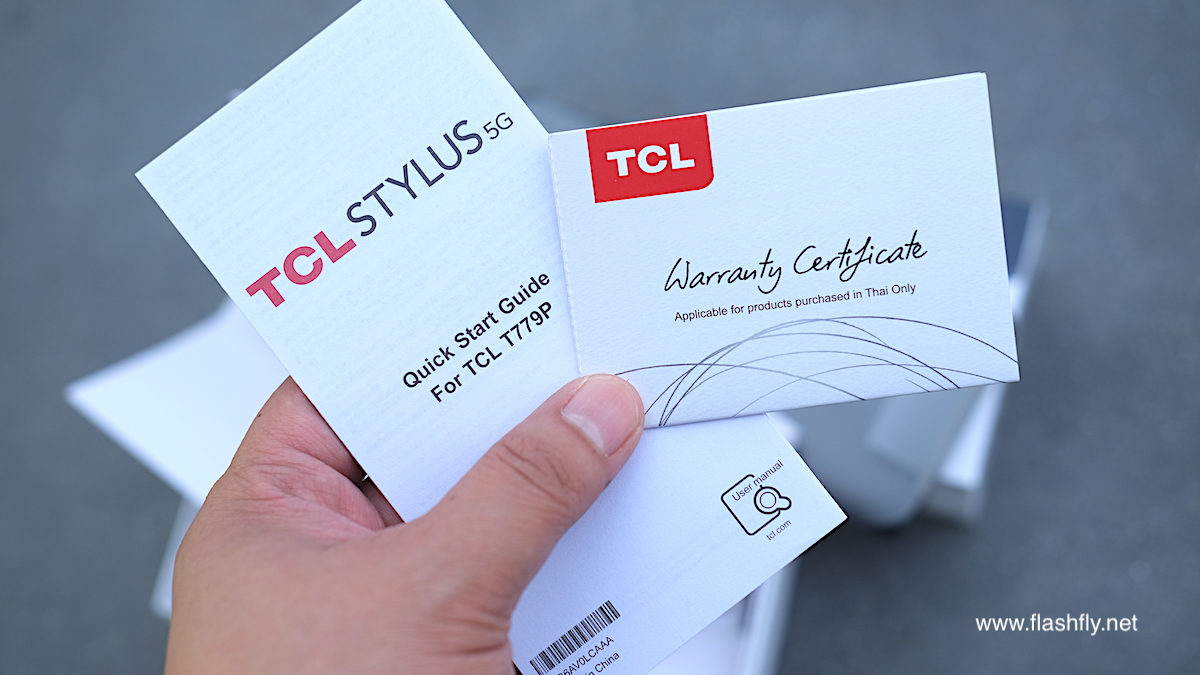 TCL STYLUS 5G
Quick Start Guide
For TCL T779P
User manual
tcl.com
China
TCL
Warranty Certificate
Applicable for products purchased in Thai Only
www.flashfly.net